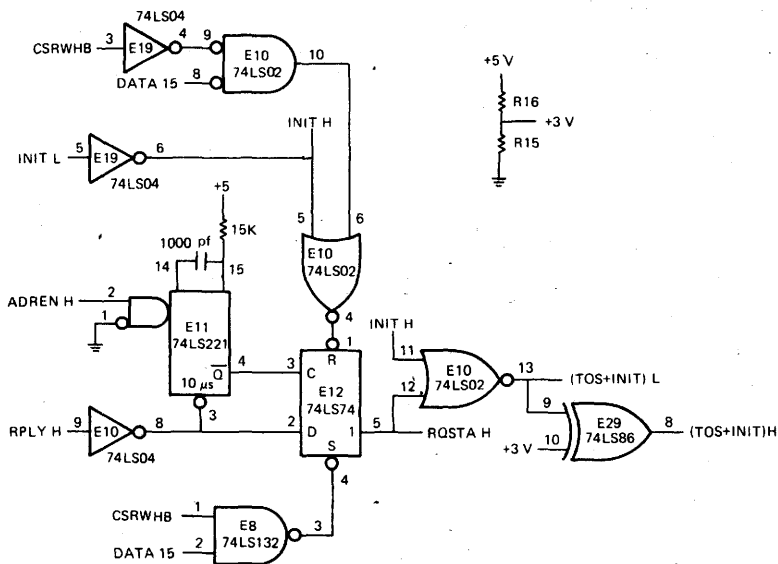 74LS04
CSRWHB 3 E19 4 9 E10 74LS02 10
DATA 15 8
+5 V
R16
+3 V
R15
INIT H
INIT L 5 E19 6
74LS04
+5
15K
1000 pf
14 15
5 6
E10
74LS02
4
ADREN H 2
1
E11
74LS221
Q 4
10 μs
3
1
R
3 C
E12
74LS74
2 D 1 5
S
4
RPLY H 9 E10 8
74LS04
INIT H
11
12
E10
74LS02
13 (TOS+INIT) L
RQSTA H
9
E29
74LS86
8 (TOS+INIT)H
+3 V 10
CSRWHB 1
E8
74LS132
3
DATA 15 2